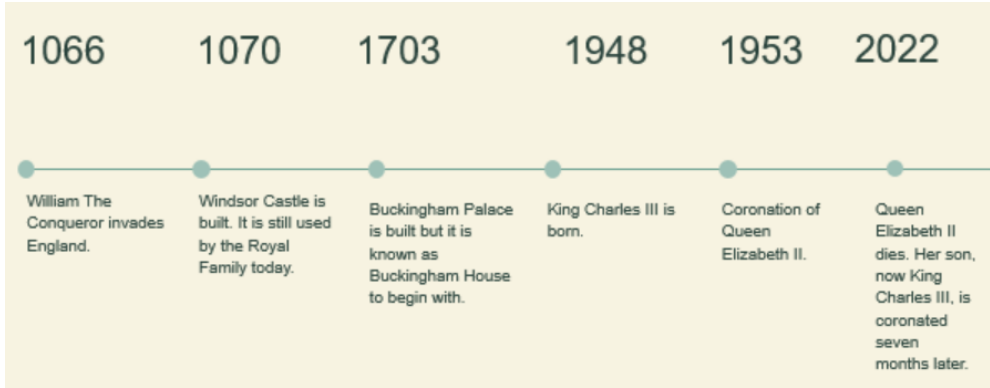 1066 1070 1703 1948 1953 2022
William The
Conqueror invades
England.
Windsor Castle is
built. It is still used
by the Royal
Family today.
Buckingham Palace
is built but it is
known as
Buckingham House
to begin with.
King Charles III is
born.
Coronation of
Queen
Elizabeth II.
Queen
Elizabeth II
dies. Her son,
now King
Charles III, is
coronated
seven
months later.